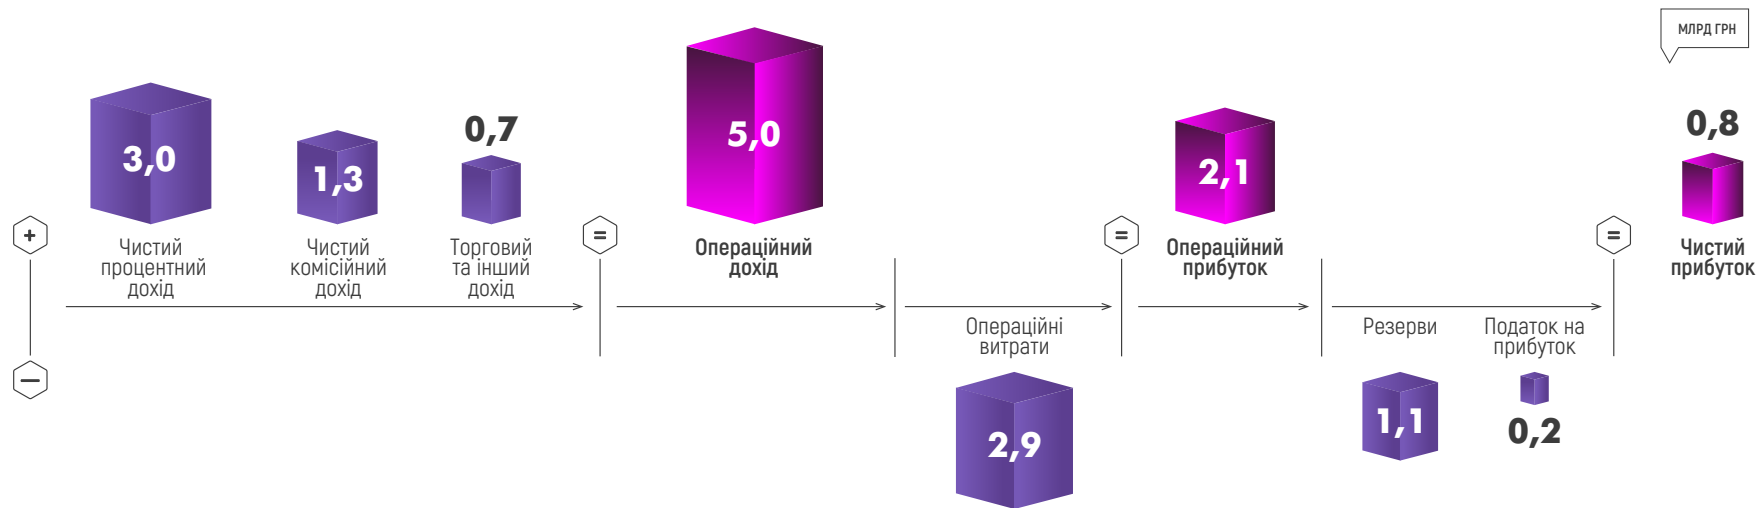 МЛРД ГРН
3,0
1,3
0,7
5,0
2,1
0,8
+
=
=
=
Чистий
процентний
дохід
Чистий
комісійний
дохід
Торговий
та інший
дохід
Операційний
дохід
Операційний
прибуток
Чистий
прибуток
Операційні
витрати
Резерви
Податок на
прибуток
—
2,9
1,1
0,2